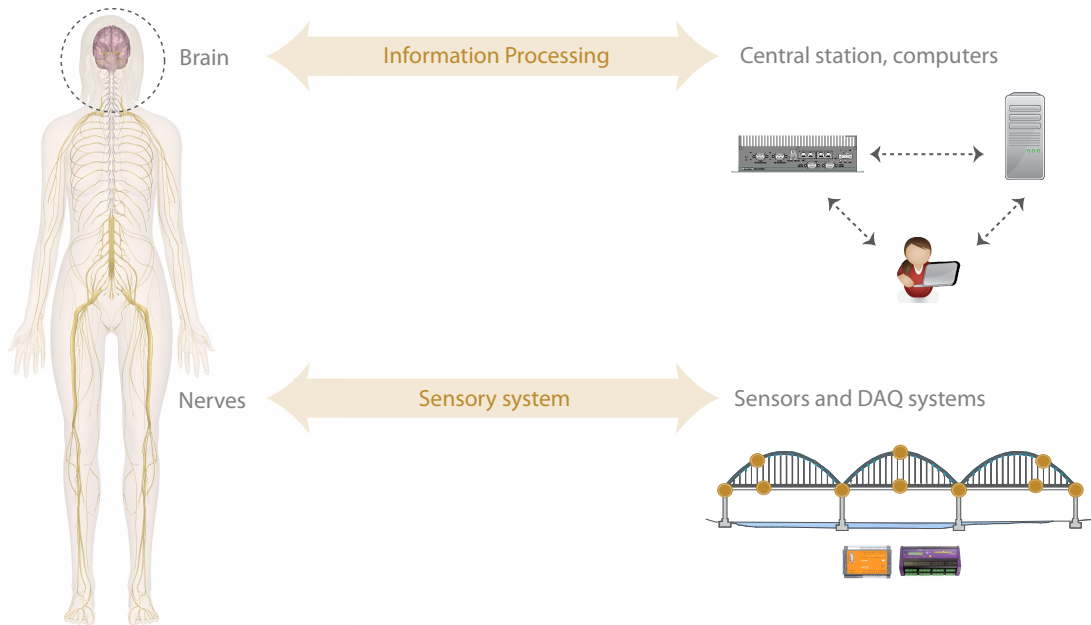 Brain
Information Processing
Central station, computers
Nerves
Sensory system
Sensors and DAQ systems